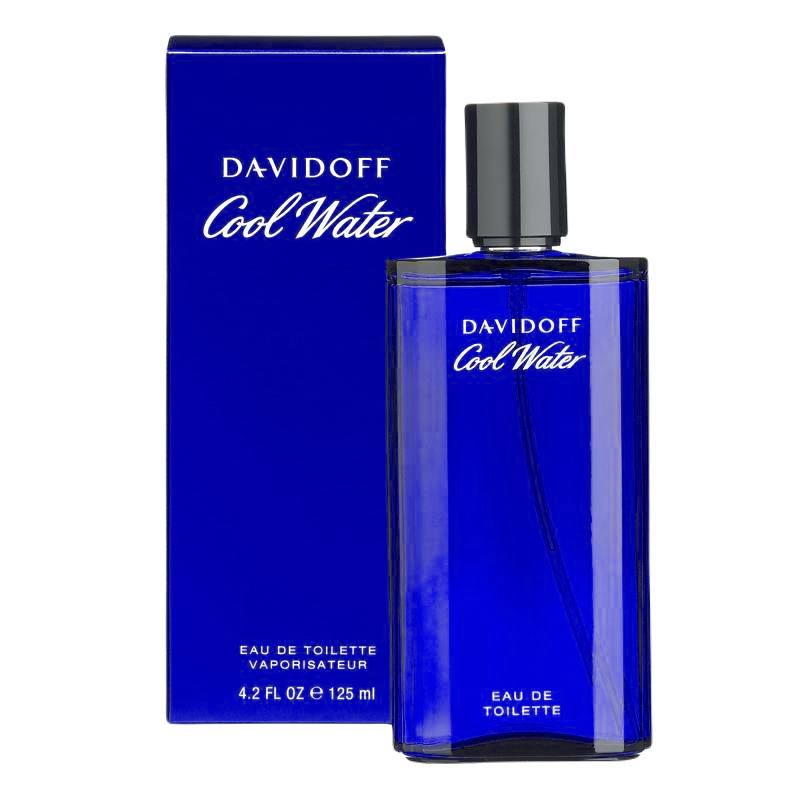 DAVIDOFF
Cool Water
EAU DE TOILETTE
VAPORISATEUR
4.2 FL OZ ℮ 125 ml
DAVIDOFF
Cool Water
EAU DE
TOILETTE